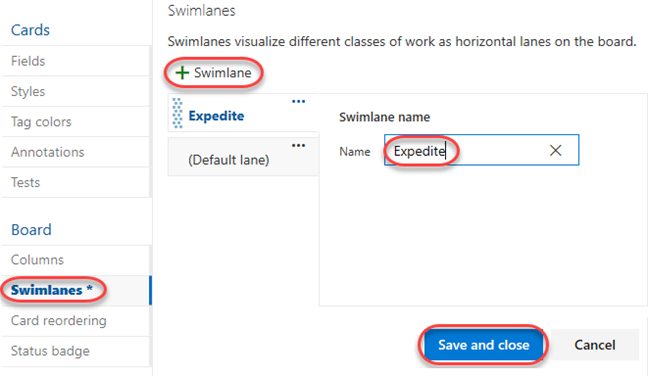 Cards
Fields
Styles
Tag colors
Annotations
Tests
Board
Columns
Swimlanes *
Card reordering
Status badge
Swimlanes
Swimlanes visualize different classes of work as horizontal lanes on the board.
+ Swimlane
Expedite
(Default lane)
Swimlane name
Name Expedite
Save and close Cancel